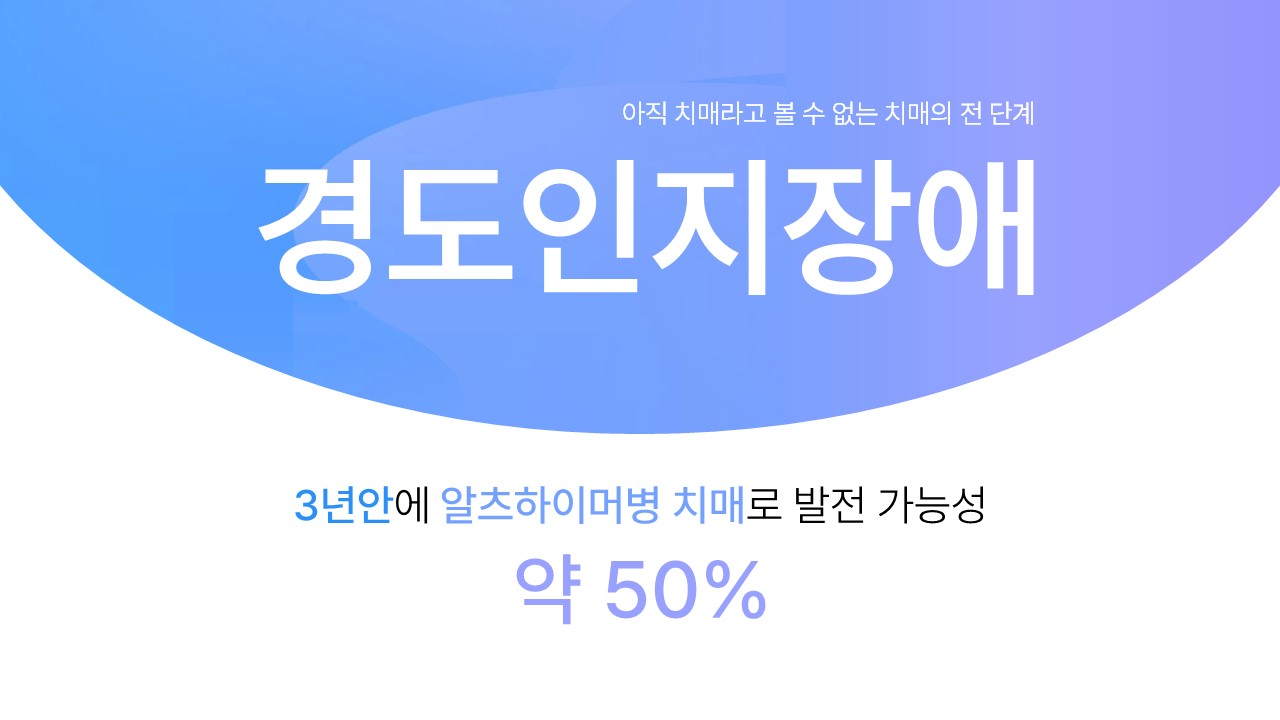 아직 치매라고 볼 수 없는 치매의 전 단계
경도인지장애
3년안에 알츠하이머병 치매로 발전 가능성
약 50%